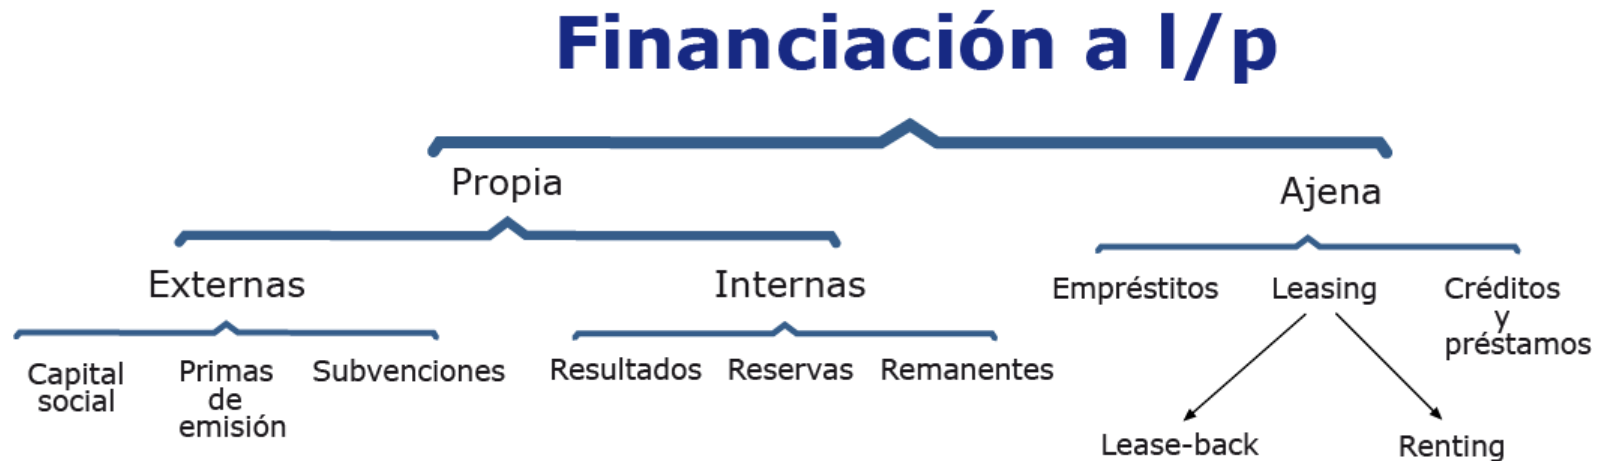 Financiación a l/p
Propia
Ajena
Externas
Internas
Empréstitos
Leasing
Créditos
y
préstamos
Capital
social
Primas
de
emisión
Subvenciones
Resultados
Reservas
Remanentes
Lease-back
Renting